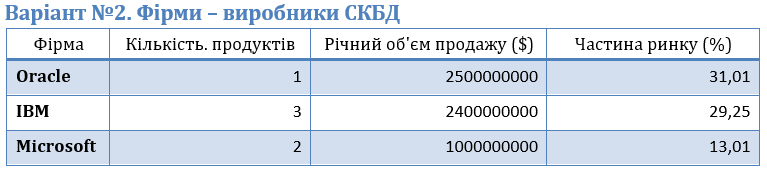 Варіант №2. Фірми – виробники СКБД
Фірма Кількість. продуктів Річний об'єм продажу ($) Частина ринку (%)
Oracle 1 2500000000 31,01
IBM 3 2400000000 29,25
Microsoft 2 1000000000 13,01